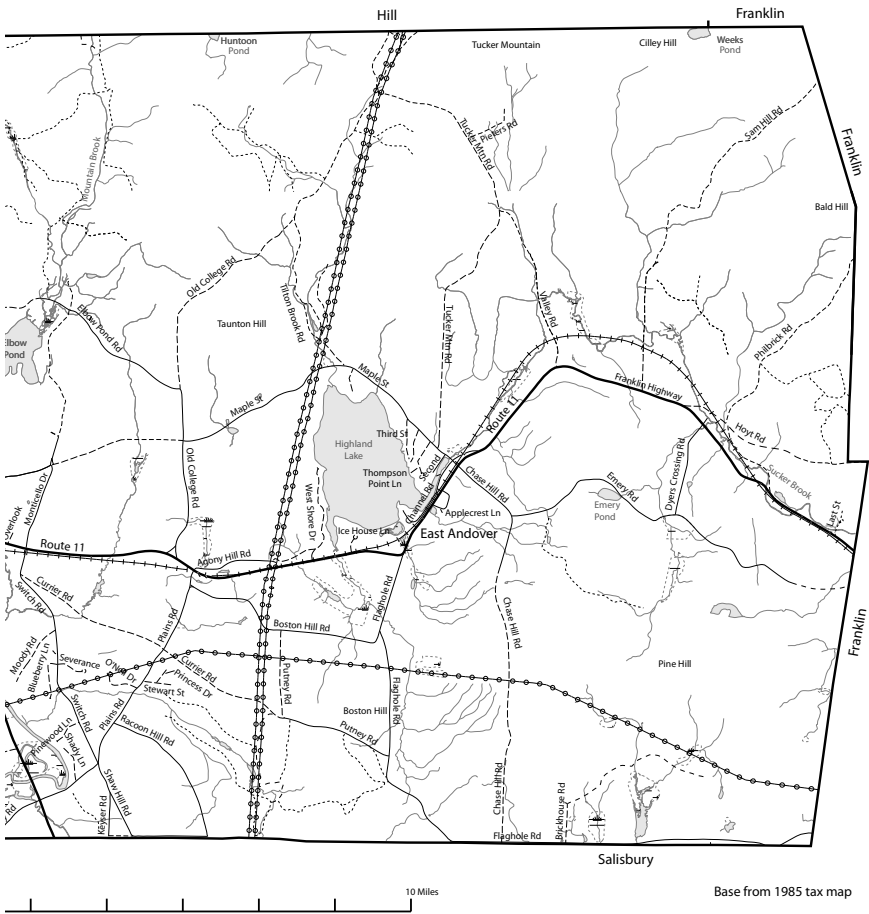 Hill
Franklin
Huntoon
Pond
Tucker Mountain
Cilley Hill
Weeks
Pond
Mountain Brook
Tucker Mtn Rd
Pieters Rd
Sam Hill Rd
Franklin
Bald Hill
Old College Rd
Tilton Brook Rd
Elbow Pond Rd
Taunton Hill
Tucker Mtn Rd
Valley Rd
Elbow
Pond
Philbrick Rd
Maple St
Franklin Highway
Maple St
Route 11
Third St
Hoyt Rd
Highland
Lake
Second
Thompson
Point Ln
Chase Hill Rd
Old College Rd
Monticello Dr
West Shore Dr
Channel Rd
Emery Rd
Dyers Crossing Rd
Sucker Brook
Emery
Pond
Applecrest Ln
Last St
Overlook
Ice House Ln
East Andover
Route 11
Agony Hill Rd
Currier Rd
Switch Rd
Flaghole Rd
Plains Rd
Boston Hill Rd
Chase Hill Rd
Franklin
Moody Rd
Blueberry Ln
Severance
O'Neil Dr
Currier Rd
Princess Dr
Stewart St
Putney Rd
Pine Hill
Switch Rd
Plains Rd
Racoon Hill Rd
Boston Hill
Flaghole Rd
Putney Rd
Pinewood Ln
Shady Ln
Shaw Hill Rd
Keyser Rd
Chase Hill Rd
Brickhouse Rd
Rd
Flaghole Rd
Salisbury
10 Miles
Base from 1985 tax map